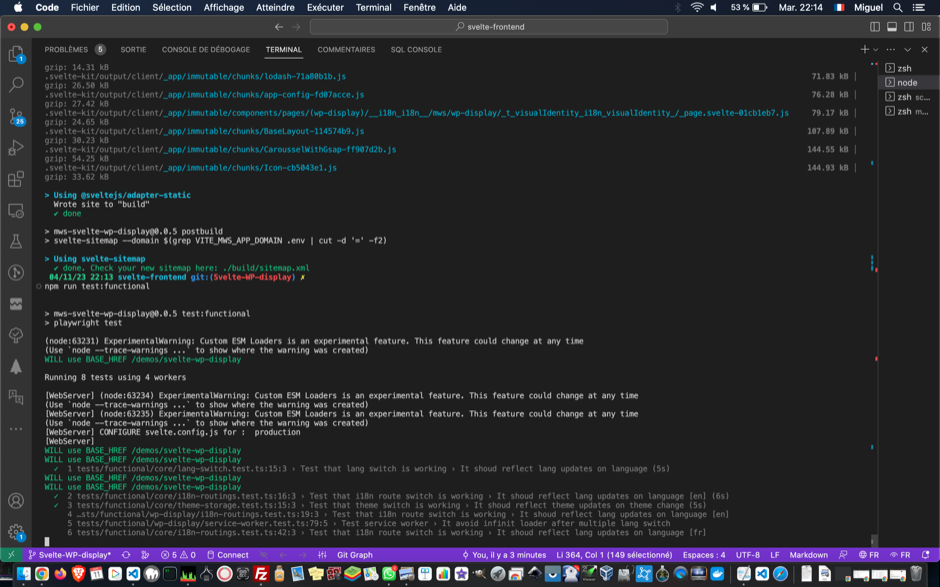 Code Fichier Edition Sélection Affichage Atteindre Exécuter Terminal Fenêtre Aide 53 % Mar. 22:14 Miguel
svelte-frontend
PROBLÈMES 5 SORTIE CONSOLE DE DÉBOGAGE TERMINAL COMMENTAIRES SQL CONSOLE
zsh
node
zsh sc...
zsh m...
1
25
1
gzip: 14.31 kB
.svelte-kit/output/client/_app/immutable/chunks/lodash-71a80b1b.js 71.83 kB |
gzip: 26.50 kB
.svelte-kit/output/client/_app/immutable/chunks/app-config-fd07acce.js 76.28 kB |
gzip: 27.42 kB
.svelte-kit/output/client/_app/immutable/components/pages/(wp-display)/__i18n_i18n__/mws/wp-display/_t_visualIdentity_i18n_visualIdentity_/_page.svelte-01cb1eb7.js 79.17 kB |
gzip: 24.65 kB
.svelte-kit/output/client/_app/immutable/chunks/BaseLayout-114574b9.js 107.89 kB |
gzip: 30.23 kB
.svelte-kit/output/client/_app/immutable/chunks/CarousselWithGsap-ff907d2b.js 144.55 kB |
gzip: 54.25 kB
.svelte-kit/output/client/_app/immutable/chunks/Icon-cb5043e1.js 144.93 kB |
gzip: 33.62 kB
> Using @sveltejs/adapter-static
Wrote site to "build"
✔ done
> mws-svelte-wp-display@0.0.5 postbuild
> svelte-sitemap --domain $(grep VITE_MWS_APP_DOMAIN .env | cut -d '=' -f2)
> Using svelte-sitemap
✔ done. Check your new sitemap here: ./build/sitemap.xml
04/11/23 22:13 svelte-frontend git:(Svelte-WP-display) ✗
npm run test:functional
> mws-svelte-wp-display@0.0.5 test:functional
> playwright test
(node:63231) ExperimentalWarning: Custom ESM Loaders is an experimental feature. This feature could change at any time
(Use `node --trace-warnings ...` to show where the warning was created)
WILL use BASE_HREF /demos/svelte-wp-display
Running 8 tests using 4 workers
[WebServer] (node:63234) ExperimentalWarning: Custom ESM Loaders is an experimental feature. This feature could change at any time
(Use `node --trace-warnings ...` to show where the warning was created)
[WebServer] (node:63235) ExperimentalWarning: Custom ESM Loaders is an experimental feature. This feature could change at any time
(Use `node --trace-warnings ...` to show where the warning was created)
[WebServer] CONFIGURE svelte.config.js for : production
[WebServer]
WILL use BASE_HREF /demos/svelte-wp-display
WILL use BASE_HREF /demos/svelte-wp-display
✓ 1 tests/functional/core/lang-switch.test.ts:15:3 › Test that lang switch is working › It shoud reflect lang updates on language (5s)
WILL use BASE_HREF /demos/svelte-wp-display
WILL use BASE_HREF /demos/svelte-wp-display
✓ 2 tests/functional/core/i18n-routings.test.ts:16:3 › Test that i18n route switch is working › It shoud reflect lang updates on language [en] (6s)
✓ 3 tests/functional/core/theme-storage.test.ts:15:3 › Test that theme switch is working › It shoud reflect theme updates on theme change (5s)
4 …sts/functional/wp-display/i18n-routings.test.ts:19:3 › Test that i18n route switch is working › It shoud reflect lang updates on language [en]
5 tests/functional/wp-display/service-worker.test.ts:79:5 › Test service worker › It avoid infinit loader after multiple lang switch
6 tests/functional/core/i18n-routings.test.ts:42:3 › Test that i18n route switch is working › It shoud reflect lang updates on language [fr]
Svelte-WP-display* 5 0 Connect Git Graph You, il y a 3 minutes Li 364, Col 1 (149 sélectionné) Espaces : 4 UTF-8 LF Markdown FR FR